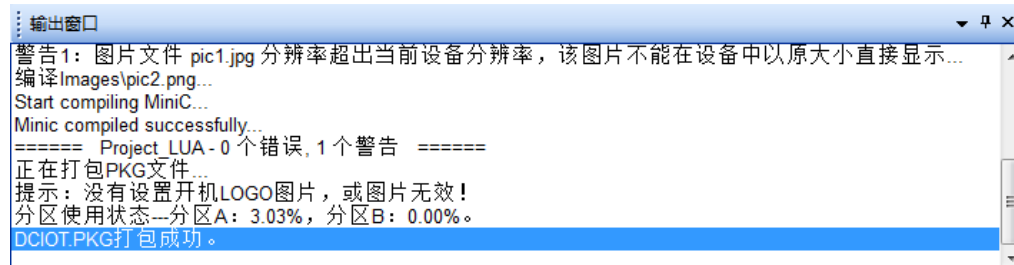 输出窗口
警告1：图片文件 pic1.jpg 分辨率超出当前设备分辨率，该图片不能在设备中以原大小直接显示...
编译Images\pic2.png...
Start compiling MiniC...
Minic compiled successfully...
====== Project_LUA - 0 个错误, 1 个警告 ======
正在打包PKG文件...
提示：没有设置开机LOGO图片，或图片无效！
分区使用状态---分区A：3.03%，分区B：0.00%。
DCIOT.PKG打包成功。